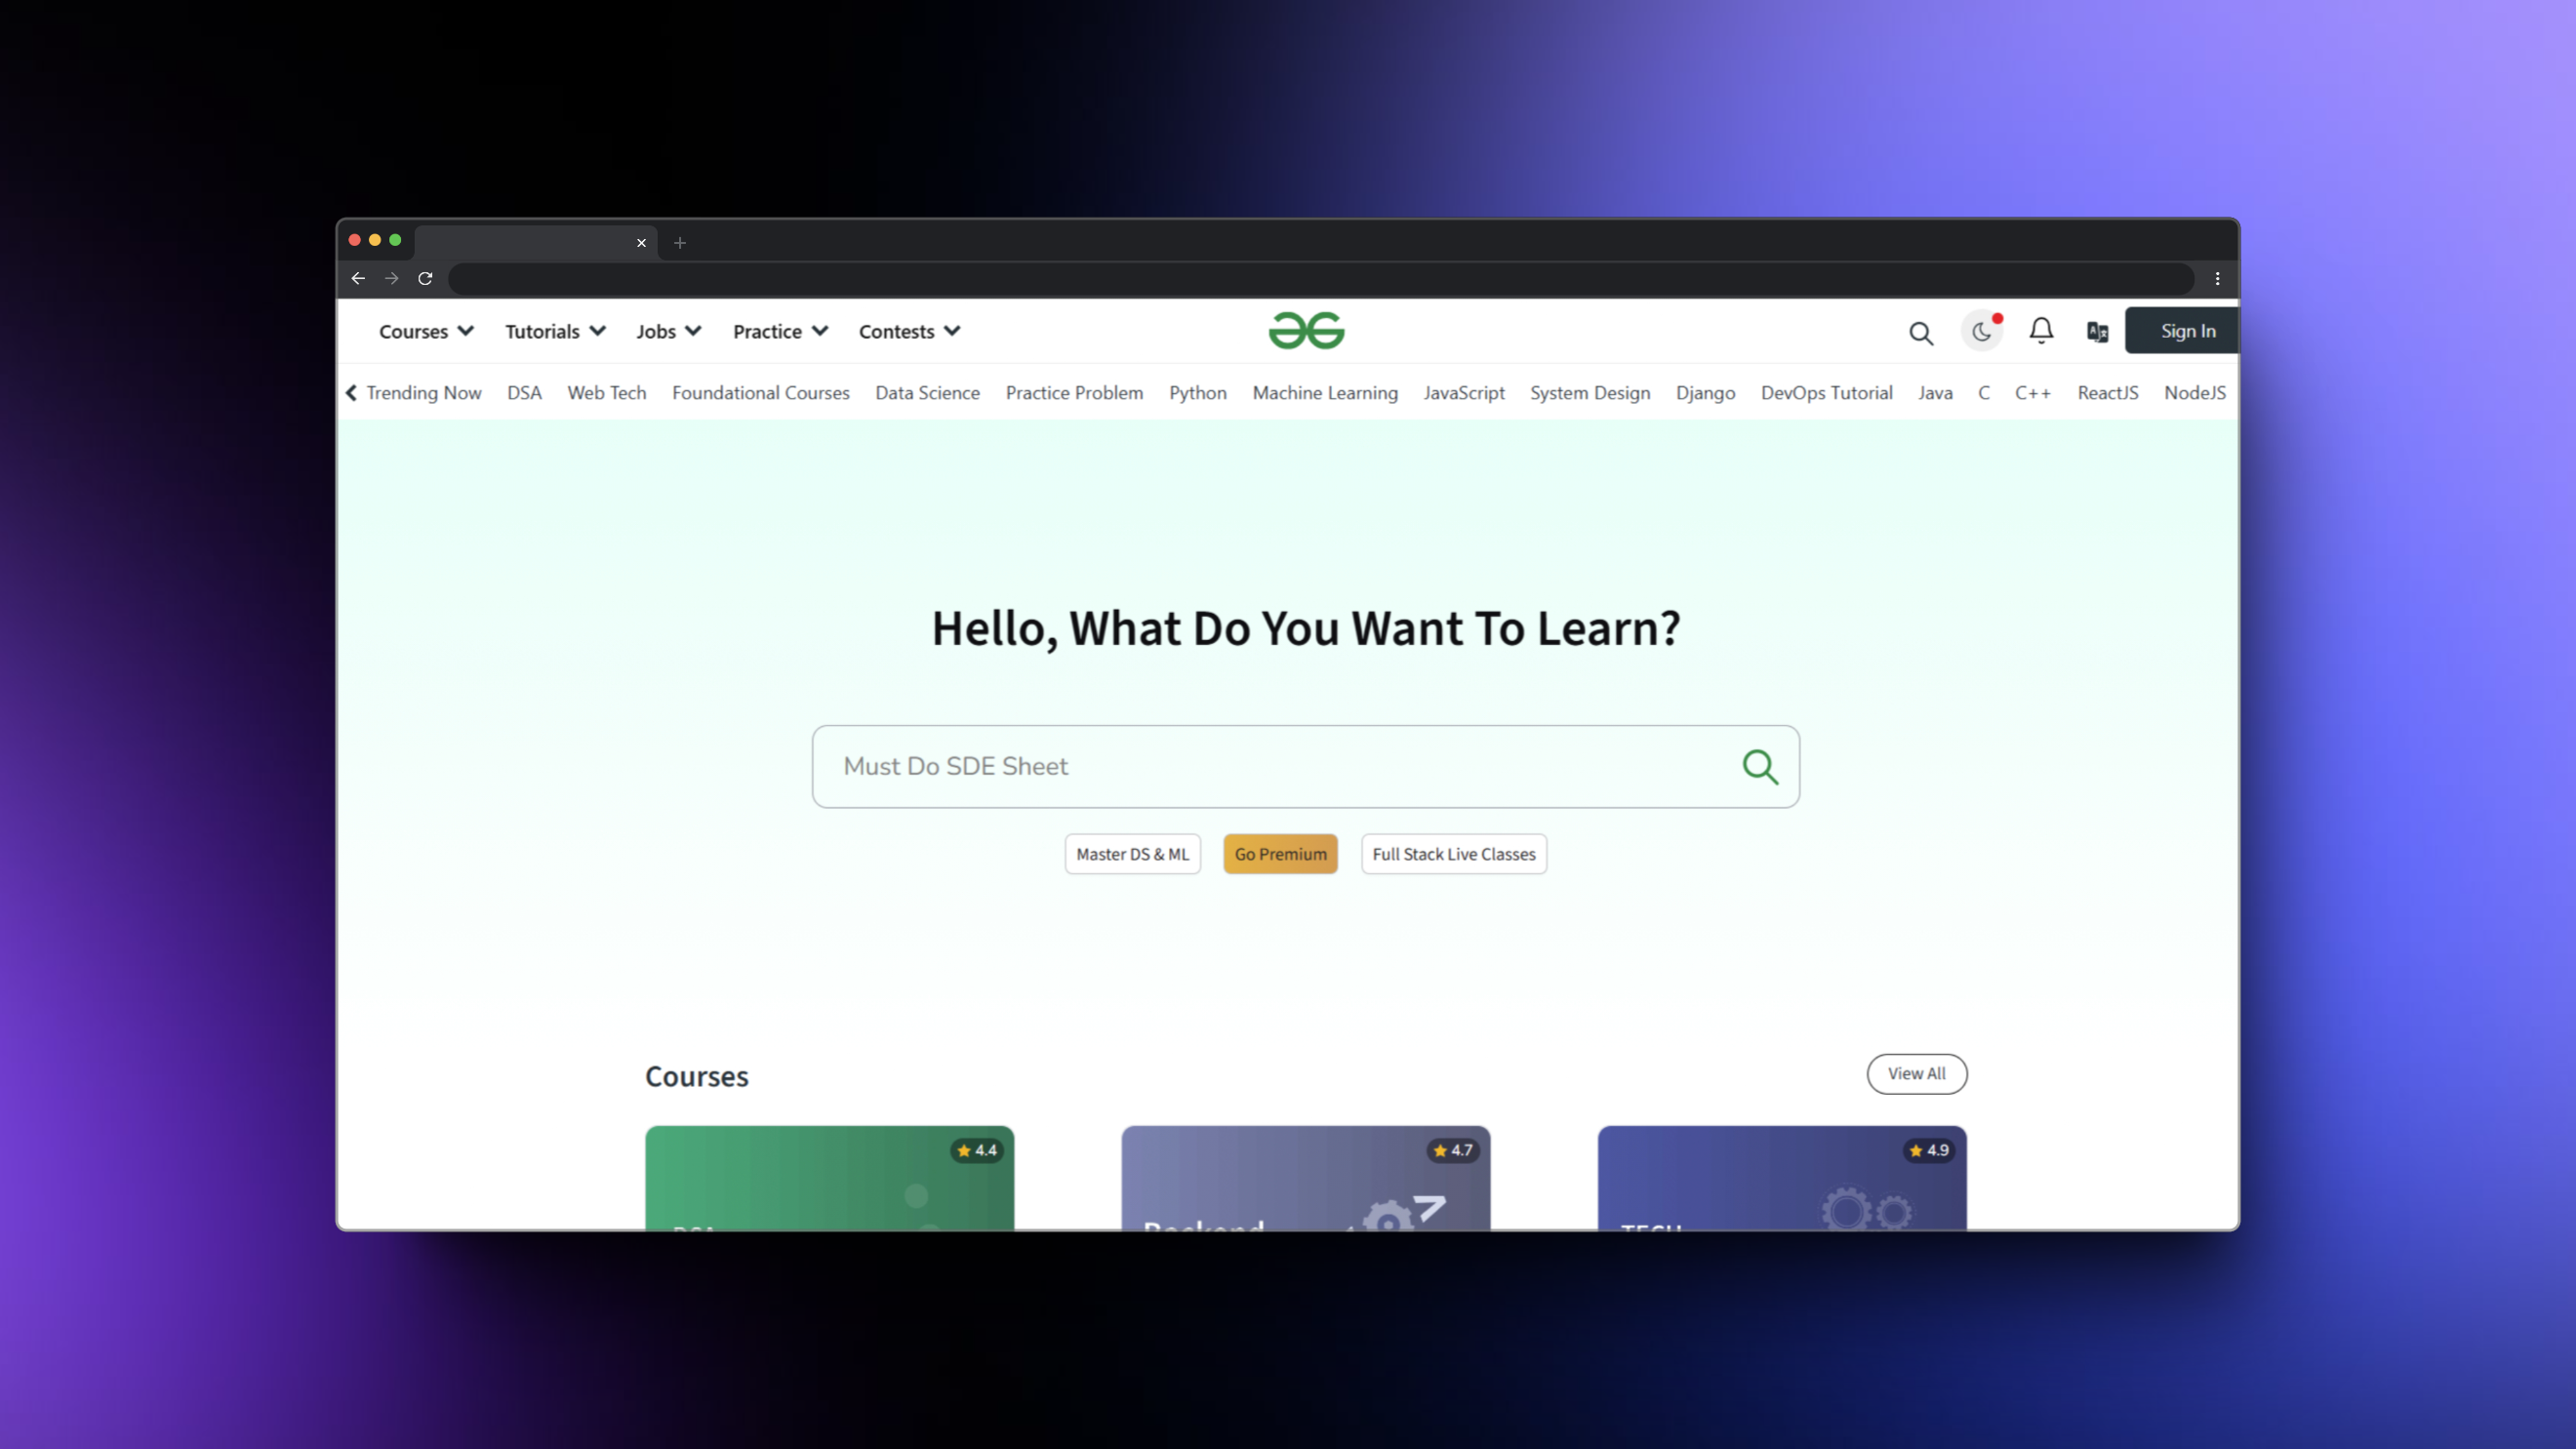 Courses Tutorials Jobs Practice Contests Sign In
Trending Now DSA Web Tech Foundational Courses Data Science Practice Problem Python Machine Learning JavaScript System Design Django DevOps Tutorial Java C C++ ReactJS NodeJS
Hello, What Do You Want To Learn?
Must Do SDE Sheet
Master DS & ML Go Premium Full Stack Live Classes
Courses View All
4.4 4.7 4.9
DSA Backend TECH